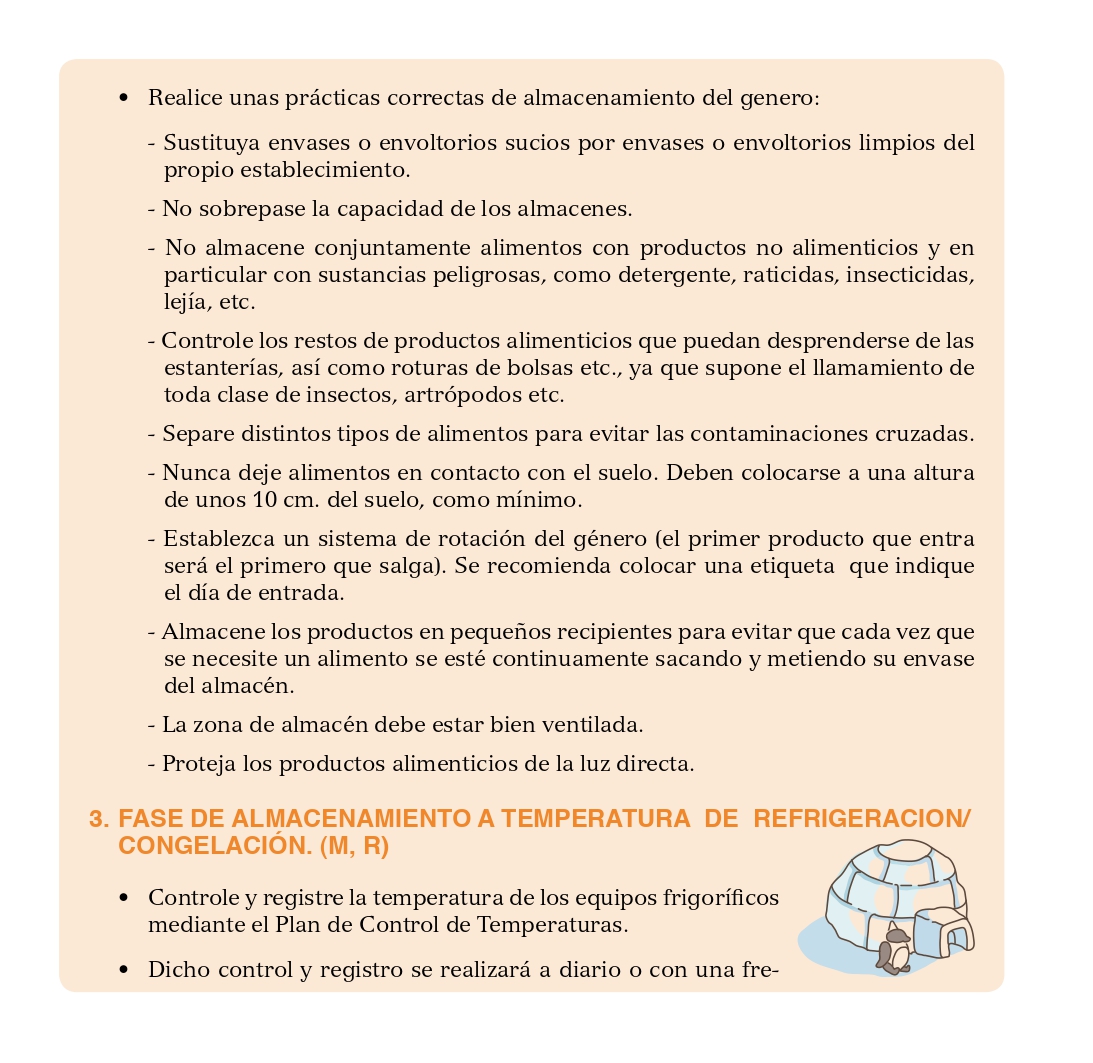 • Realice unas prácticas correctas de almacenamiento del genero:
- Sustituya envases o envoltorios sucios por envases o envoltorios limpios del
propio establecimiento.
- No sobrepase la capacidad de los almacenes.
- No almacene conjuntamente alimentos con productos no alimenticios y en
particular con sustancias peligrosas, como detergente, raticidas, insecticidas,
lejía, etc.
- Controle los restos de productos alimenticios que puedan desprenderse de las
estanterías, así como roturas de bolsas etc., ya que supone el llamamiento de
toda clase de insectos, artrópodos etc.
- Separe distintos tipos de alimentos para evitar las contaminaciones cruzadas.
- Nunca deje alimentos en contacto con el suelo. Deben colocarse a una altura
de unos 10 cm. del suelo, como mínimo.
- Establezca un sistema de rotación del género (el primer producto que entra
será el primero que salga). Se recomienda colocar una etiqueta que indique
el día de entrada.
- Almacene los productos en pequeños recipientes para evitar que cada vez que
se necesite un alimento se esté continuamente sacando y metiendo su envase
del almacén.
- La zona de almacén debe estar bien ventilada.
- Proteja los productos alimenticios de la luz directa.
3. FASE DE ALMACENAMIENTO A TEMPERATURA DE REFRIGERACION/
CONGELACIÓN. (M, R)
• Controle y registre la temperatura de los equipos frigoríficos
mediante el Plan de Control de Temperaturas.
• Dicho control y registro se realizará a diario o con una fre-